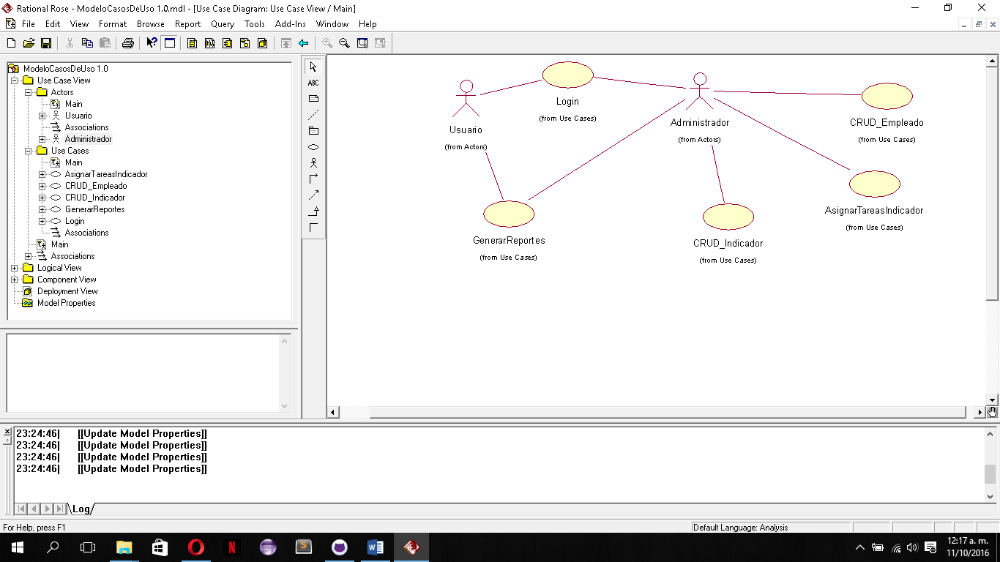 Rational Rose - ModeloCasosDeUso 1.0.mdl - [Use Case Diagram: Use Case View / Main]
File Edit View Format Browse Report Query Tools Add-Ins Window Help
ModeloCasosDeUso 1.0
Use Case View
Actors
Main
Usuario
Associations
Administrador
Use Cases
Main
AsignarTareasIndicador
CRUD_Empleado
CRUD_Indicador
GenerarReportes
Login
Associations
Main
Associations
Logical View
Component View
Deployment View
Model Properties
ABC
Usuario
(from Actors)
Login
(from Use Cases)
Administrador
(from Actors)
CRUD_Empleado
(from Use Cases)
AsignarTareasIndicador
(from Use Cases)
GenerarReportes
(from Use Cases)
CRUD_Indicador
(from Use Cases)
23:24:46| [[Update Model Properties]]
23:24:46| [[Update Model Properties]]
23:24:46| [[Update Model Properties]]
23:24:46| [[Update Model Properties]]
Log
For Help, press F1
Default Language: Analysis
12:17 a. m.
11/10/2016